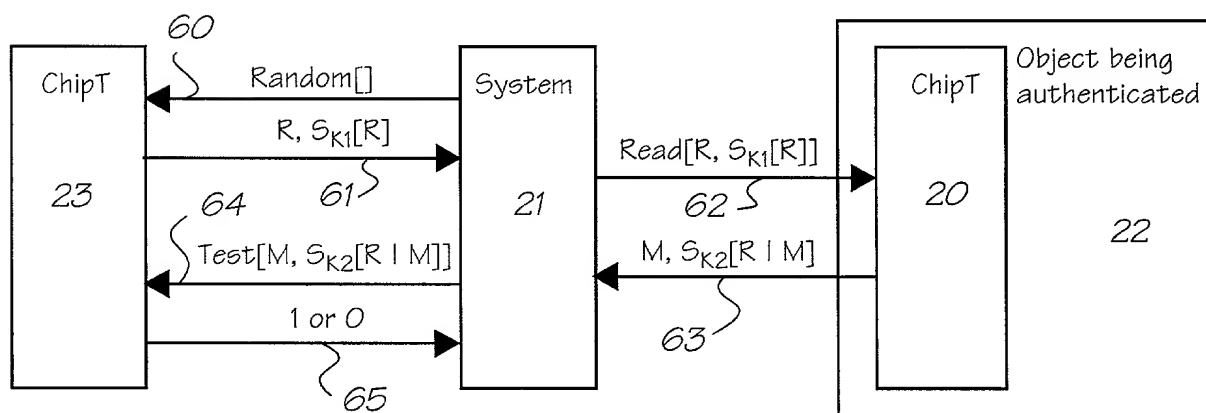 60
ChipT
Random[]
System
ChipT
Object being
authenticated
R, S_K1[R]
Read[R, S_K1[R]]
23
61
21
62
20
22
64
Test[M, S_K2[R | M]]
M, S_K2[R | M]
1 or 0
63
65